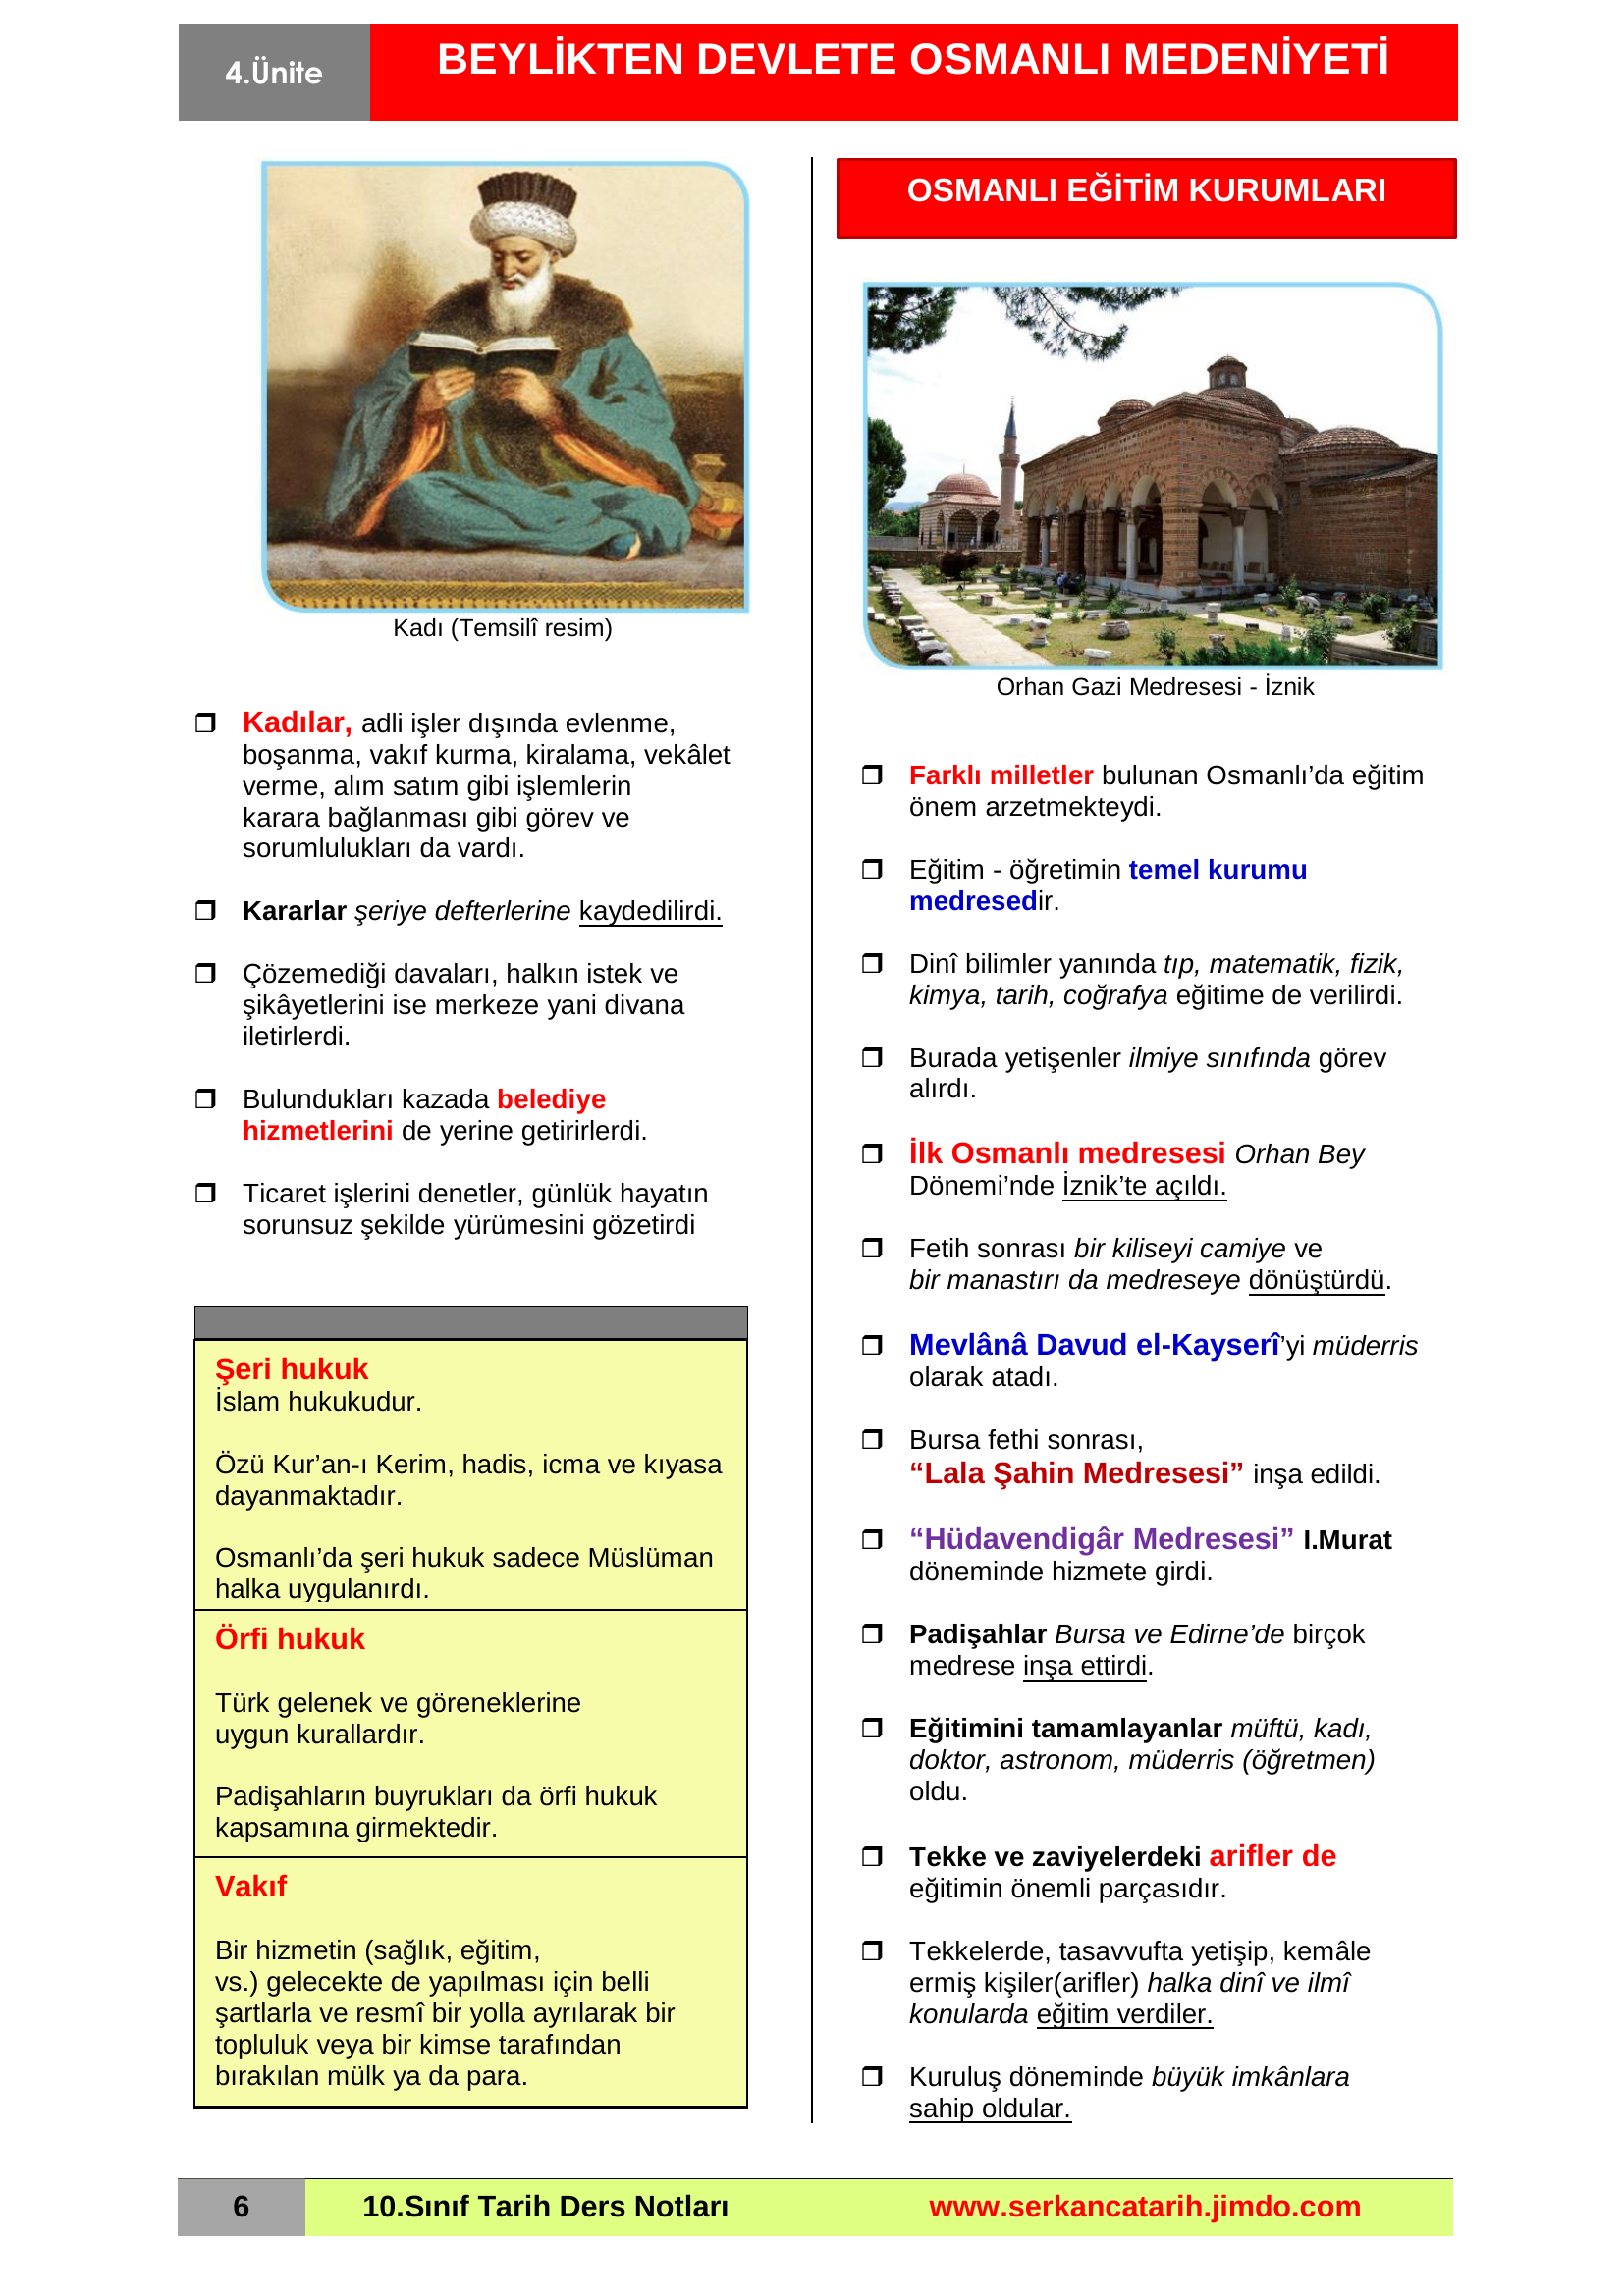 4.Ünite
BEYLİKTEN DEVLETE OSMANLI MEDENİYETİ
Kadı (Temsilî resim)
❒ Kadılar, adli işler dışında evlenme,
boşanma, vakıf kurma, kiralama, vekâlet
verme, alım satım gibi işlemlerin
karara bağlanması gibi görev ve
sorumlulukları da vardı.
❒ Kararlar şeriye defterlerine kaydedilirdi.
❒ Çözemediği davaları, halkın istek ve
şikâyetlerini ise merkeze yani divana
iletirlerdi.
❒ Bulundukları kazada belediye
hizmetlerini de yerine getirirlerdi.
❒ Ticaret işlerini denetler, günlük hayatın
sorunsuz şekilde yürümesini gözetirdi
Şeri hukuk
İslam hukukudur.
Özü Kur’an-ı Kerim, hadis, icma ve kıyasa
dayanmaktadır.
Osmanlı’da şeri hukuk sadece Müslüman
halka uygulanırdı.
Örfi hukuk
Türk gelenek ve göreneklerine
uygun kurallardır.
Padişahların buyrukları da örfi hukuk
kapsamına girmektedir.
Vakıf
Bir hizmetin (sağlık, eğitim,
vs.) gelecekte de yapılması için belli
şartlarla ve resmî bir yolla ayrılarak bir
topluluk veya bir kimse tarafından
bırakılan mülk ya da para.
OSMANLI EĞİTİM KURUMLARI
Orhan Gazi Medresesi - İznik
❒ Farklı milletler bulunan Osmanlı’da eğitim
önem arzetmekteydi.
❒ Eğitim - öğretimin temel kurumu
medresedir.
❒ Dinî bilimler yanında tıp, matematik, fizik,
kimya, tarih, coğrafya eğitime de verilirdi.
❒ Burada yetişenler ilmiye sınıfında görev
alırdı.
❒ İlk Osmanlı medresesi Orhan Bey
Dönemi’nde İznik’te açıldı.
❒ Fetih sonrası bir kiliseyi camiye ve
bir manastırı da medreseye dönüştürdü.
❒ Mevlânâ Davud el-Kayserî’yi müderris
olarak atadı.
❒ Bursa fethi sonrası,
“Lala Şahin Medresesi” inşa edildi.
❒ “Hüdavendigâr Medresesi” I.Murat
döneminde hizmete girdi.
❒ Padişahlar Bursa ve Edirne’de birçok
medrese inşa ettirdi.
❒ Eğitimini tamamlayanlar müftü, kadı,
doktor, astronom, müderris (öğretmen)
oldu.
❒ Tekke ve zaviyelerdeki arifler de
eğitimin önemli parçasıdır.
❒ Tekkelerde, tasavvufta yetişip, kemâle
ermiş kişiler(arifler) halka dinî ve ilmî
konularda eğitim verdiler.
❒ Kuruluş döneminde büyük imkânlara
sahip oldular.
6
10.Sınıf Tarih Ders Notları
www.serkancatarih.jimdo.com